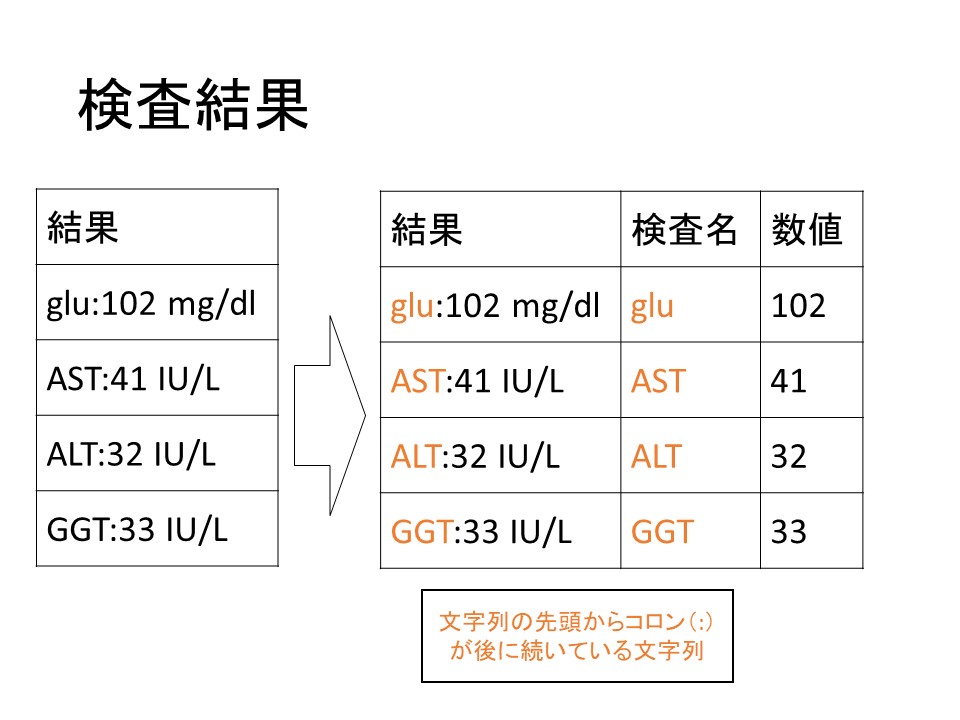 検査結果
結果
glu:102 mg/dl
AST:41 IU/L
ALT:32 IU/L
GGT:33 IU/L
結果 検査名 数値
glu:102 mg/dl glu 102
AST:41 IU/L AST 41
ALT:32 IU/L ALT 32
GGT:33 IU/L GGT 33
文字列の先頭からコロン(:)
が後に続いている文字列